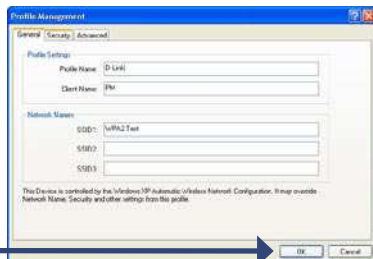 Profile Management
General Security Advanced
Profile Settings
Profile Name: D-Link
Client Name: PM
Network Names
SSID1: WPA2 Test
SSID2:
SSID3:
This Device is controlled by the Windows XP Automatic Wireless Network Configuration. It may override
Network Name, Security and other settings from this profile.
OK Cancel